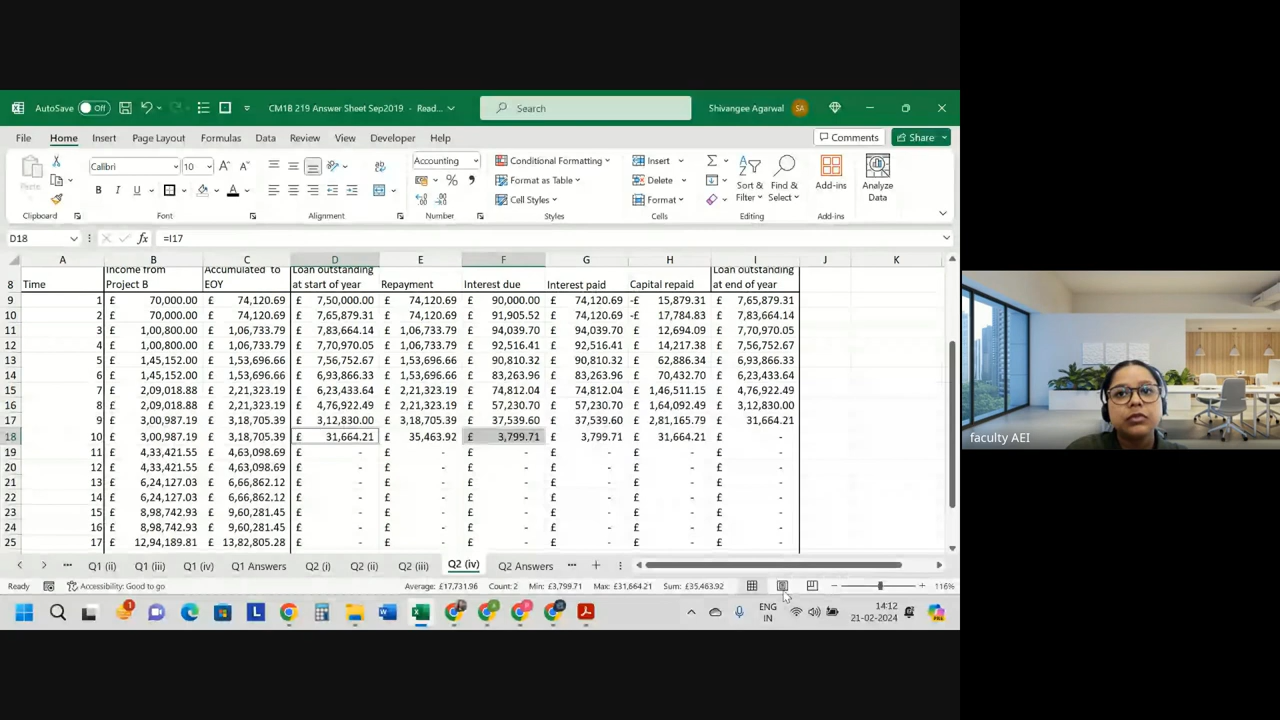 AutoSave Off CM1B 219 Answer Sheet Sep2019 - Read... Search Shivangee Agarwal SA
File Home Insert Page Layout Formulas Data Review View Developer Help Comments Share
Calibri 10 Accounting Conditional Formatting Insert
Paste Format as Table Delete Sort & Filter Find & Select Add-ins Analyze Data
Cell Styles Format
Clipboard Font Alignment Number Styles Cells Editing Add-ins
D18 fx =I17
A B C D E F G H I J K
8 Time Income from Project B Accumulated to EOY Loan outstanding at start of year Repayment Interest due Interest paid Capital repaid Loan outstanding at end of year
9 1 £ 70,000.00 £ 74,120.69 £ 7,50,000.00 £ 74,120.69 £ 90,000.00 £ 74,120.69 -£ 15,879.31 £ 7,65,879.31
10 2 £ 70,000.00 £ 74,120.69 £ 7,65,879.31 £ 74,120.69 £ 91,905.52 £ 74,120.69 -£ 17,784.83 £ 7,83,664.14
11 3 £ 1,00,800.00 £ 1,06,733.79 £ 7,83,664.14 £ 1,06,733.79 £ 94,039.70 £ 94,039.70 £ 12,694.09 £ 7,70,970.05
12 4 £ 1,00,800.00 £ 1,06,733.79 £ 7,70,970.05 £ 1,06,733.79 £ 92,516.41 £ 92,516.41 £ 14,217.38 £ 7,56,752.67
13 5 £ 1,45,152.00 £ 1,53,696.66 £ 7,56,752.67 £ 1,53,696.66 £ 90,810.32 £ 90,810.32 £ 62,886.34 £ 6,93,866.33
14 6 £ 1,45,152.00 £ 1,53,696.66 £ 6,93,866.33 £ 1,53,696.66 £ 83,263.96 £ 83,263.96 £ 70,432.70 £ 6,23,433.64
15 7 £ 2,09,018.88 £ 2,21,323.19 £ 6,23,433.64 £ 2,21,323.19 £ 74,812.04 £ 74,812.04 £ 1,46,511.15 £ 4,76,922.49
16 8 £ 2,09,018.88 £ 2,21,323.19 £ 4,76,922.49 £ 2,21,323.19 £ 57,230.70 £ 57,230.70 £ 1,64,092.49 £ 3,12,830.00
17 9 £ 3,00,987.19 £ 3,18,705.39 £ 3,12,830.00 £ 3,18,705.39 £ 37,539.60 £ 37,539.60 £ 2,81,165.79 £ 31,664.21
18 10 £ 3,00,987.19 £ 3,18,705.39 £ 31,664.21 £ 35,463.92 £ 3,799.71 £ 3,799.71 £ 31,664.21 £ -
19 11 £ 4,33,421.55 £ 4,63,098.69 £ - £ - £ - £ - £ - £ -
20 12 £ 4,33,421.55 £ 4,63,098.69 £ - £ - £ - £ - £ - £ -
21 13 £ 6,24,127.03 £ 6,66,862.12 £ - £ - £ - £ - £ - £ -
22 14 £ 6,24,127.03 £ 6,66,862.12 £ - £ - £ - £ - £ - £ -
23 15 £ 8,98,742.93 £ 9,60,281.45 £ - £ - £ - £ - £ - £ -
24 16 £ 8,98,742.93 £ 9,60,281.45 £ - £ - £ - £ - £ - £ -
25 17 £ 12,94,189.81 £ 13,82,805.28 £ - £ - £ - £ - £ - £ -
faculty AEI
Q1 (ii) Q1 (iii) Q1 (iv) Q1 Answers Q2 (i) Q2 (ii) Q2 (iii) Q2 (iv) Q2 Answers
Ready Accessibility: Good to go Average: £17,731.96 Count: 2 Min: £3,799.71 Max: £31,664.21 Sum: £35,463.92 116%
ENG IN 14:12 21-02-2024